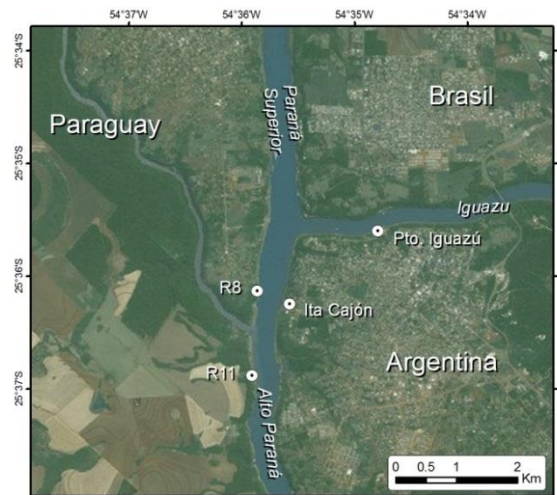 54°37'W 54°36'W 54°35'W 54°34'W
25°34'S
25°35'S
25°36'S
25°37'S
Paraná
Superior
Brasil
Paraguay
Iguazu
Pto. Iguazú
R8
Ita Cajón
R11
Argentina
Alto Paraná
0 0.5 1 2
Km